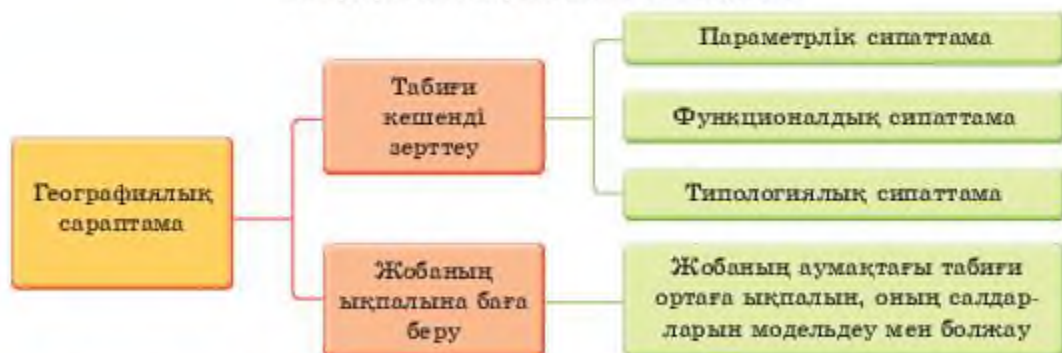 Географиялық
сараптама
Табиғи
кешенді
зерттеу
Параметрлік сипаттама
Функционалдық сипаттама
Типологиялық сипаттама
Жобаның
ықпалына баға
беру
Жобаның аумақтағы табиғи
ортаға ықпалын, оның салдар-
ларын модельдеу мен болжау